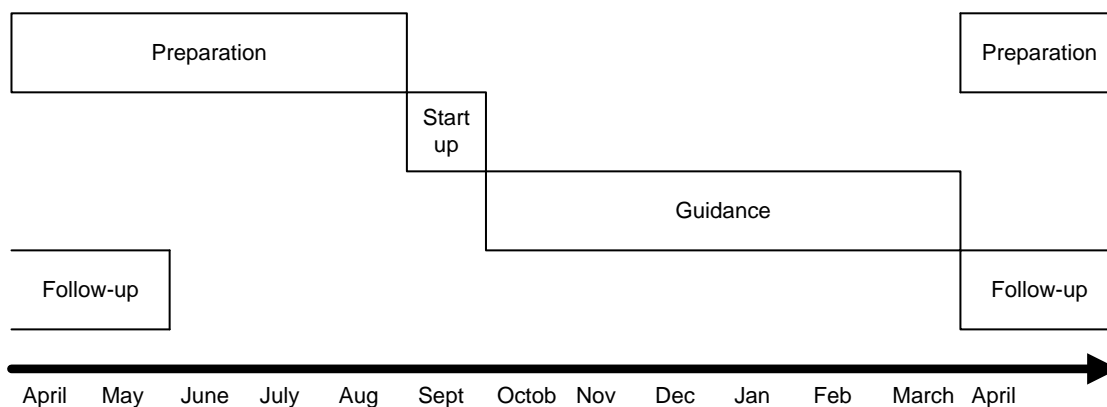 Preparation Preparation
Start
up
Guidance
Follow-up Follow-up
April May June July Aug Sept Octob Nov Dec Jan Feb March April